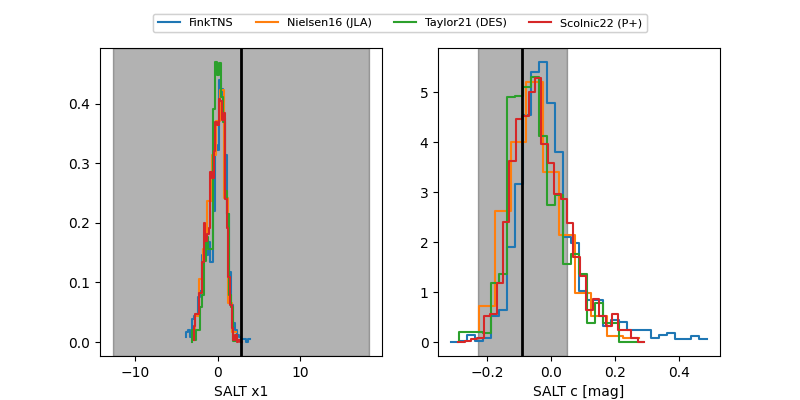 FinkTNS Nielsen16 (JLA) Taylor21 (DES) Scolnic22 (P+)
0.4
0.3
0.2
0.1
0.0
−10 0 10
SALT x1
5
4
3
2
1
0
−0.2 0.0 0.2 0.4
SALT c [mag]